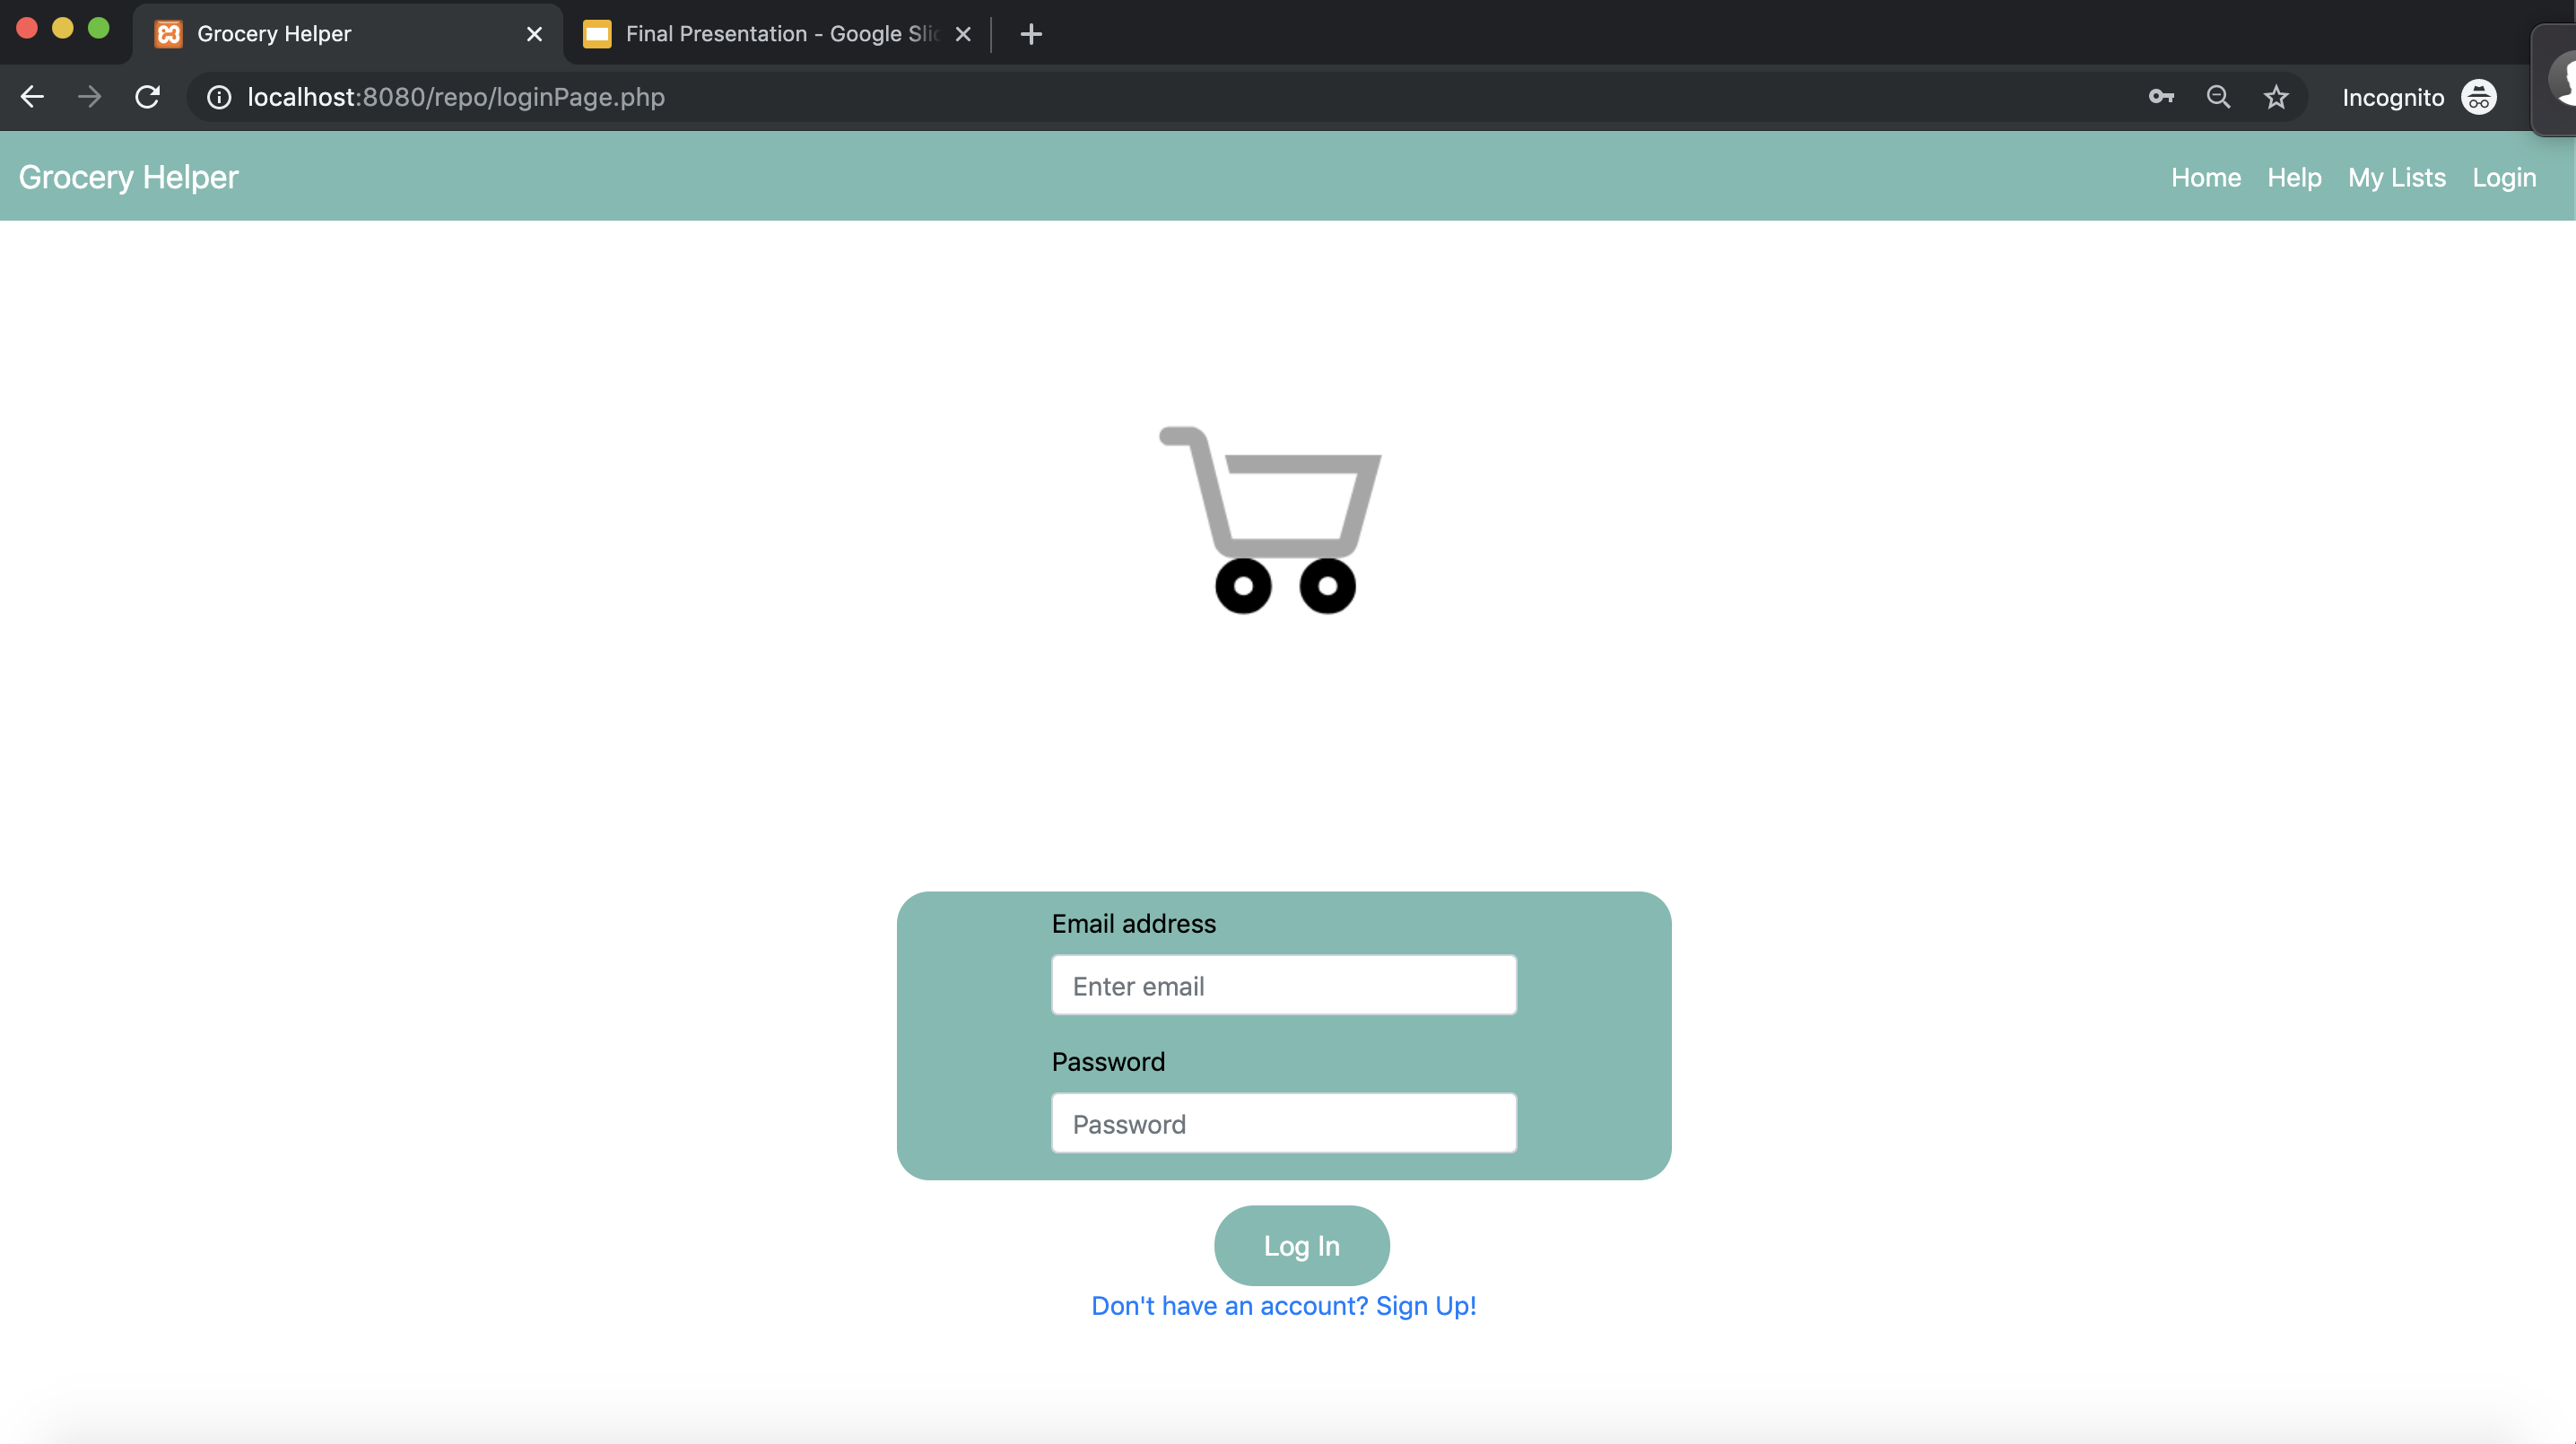 Grocery Helper
Final Presentation - Google Slic
localhost:8080/repo/loginPage.php
Incognito
Grocery Helper
Home Help My Lists Login
Email address
Enter email
Password
Password
Log In
Don't have an account? Sign Up!